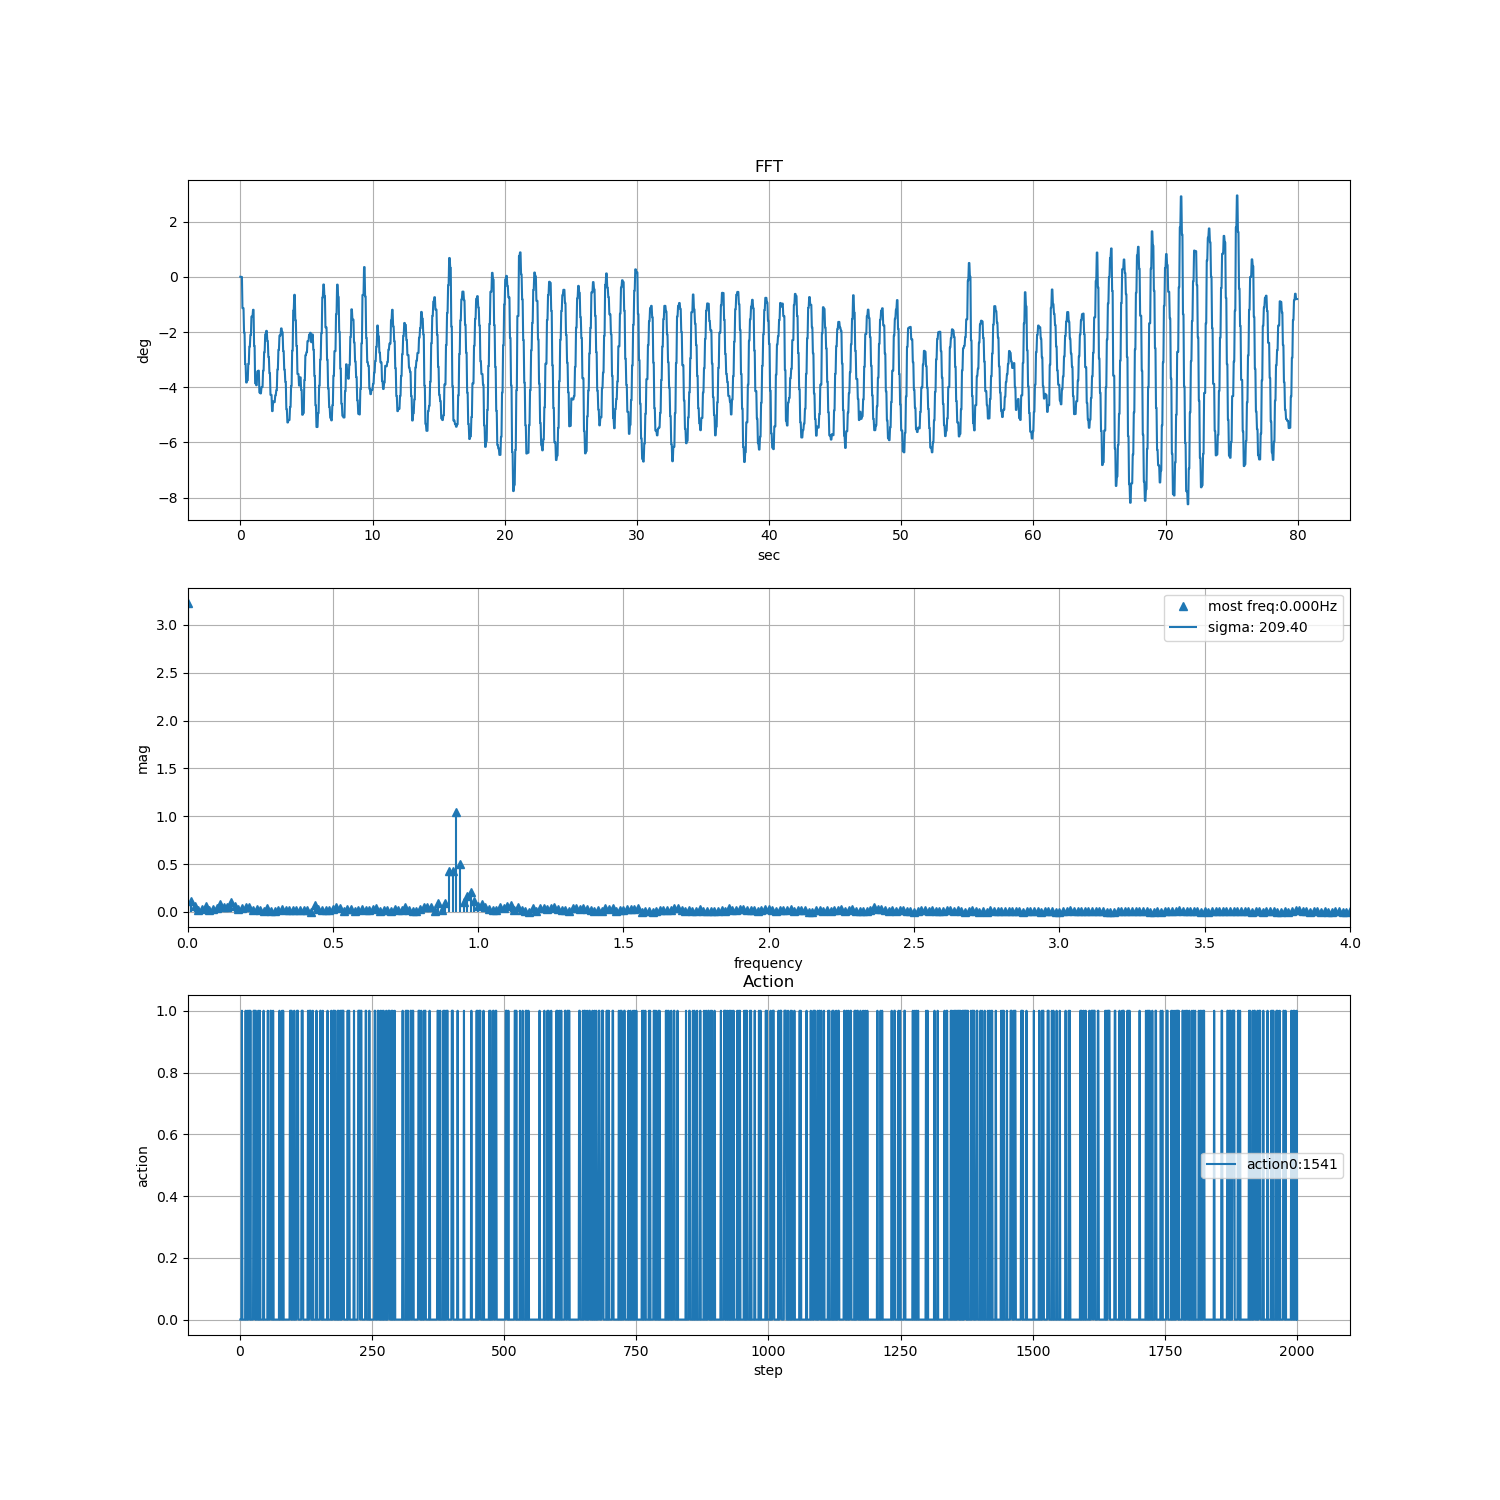 FFT
2
0
−2
−4
−6
−8
deg
0 10 20 30 40 50 60 70 80
sec
3.0
2.5
2.0
1.5
1.0
0.5
0.0
mag
most freq:0.000Hz
sigma: 209.40
0.0 0.5 1.0 1.5 2.0 2.5 3.0 3.5 4.0
frequency
Action
1.0
0.8
0.6
0.4
0.2
0.0
action
action0:1541
0 250 500 750 1000 1250 1500 1750 2000
step